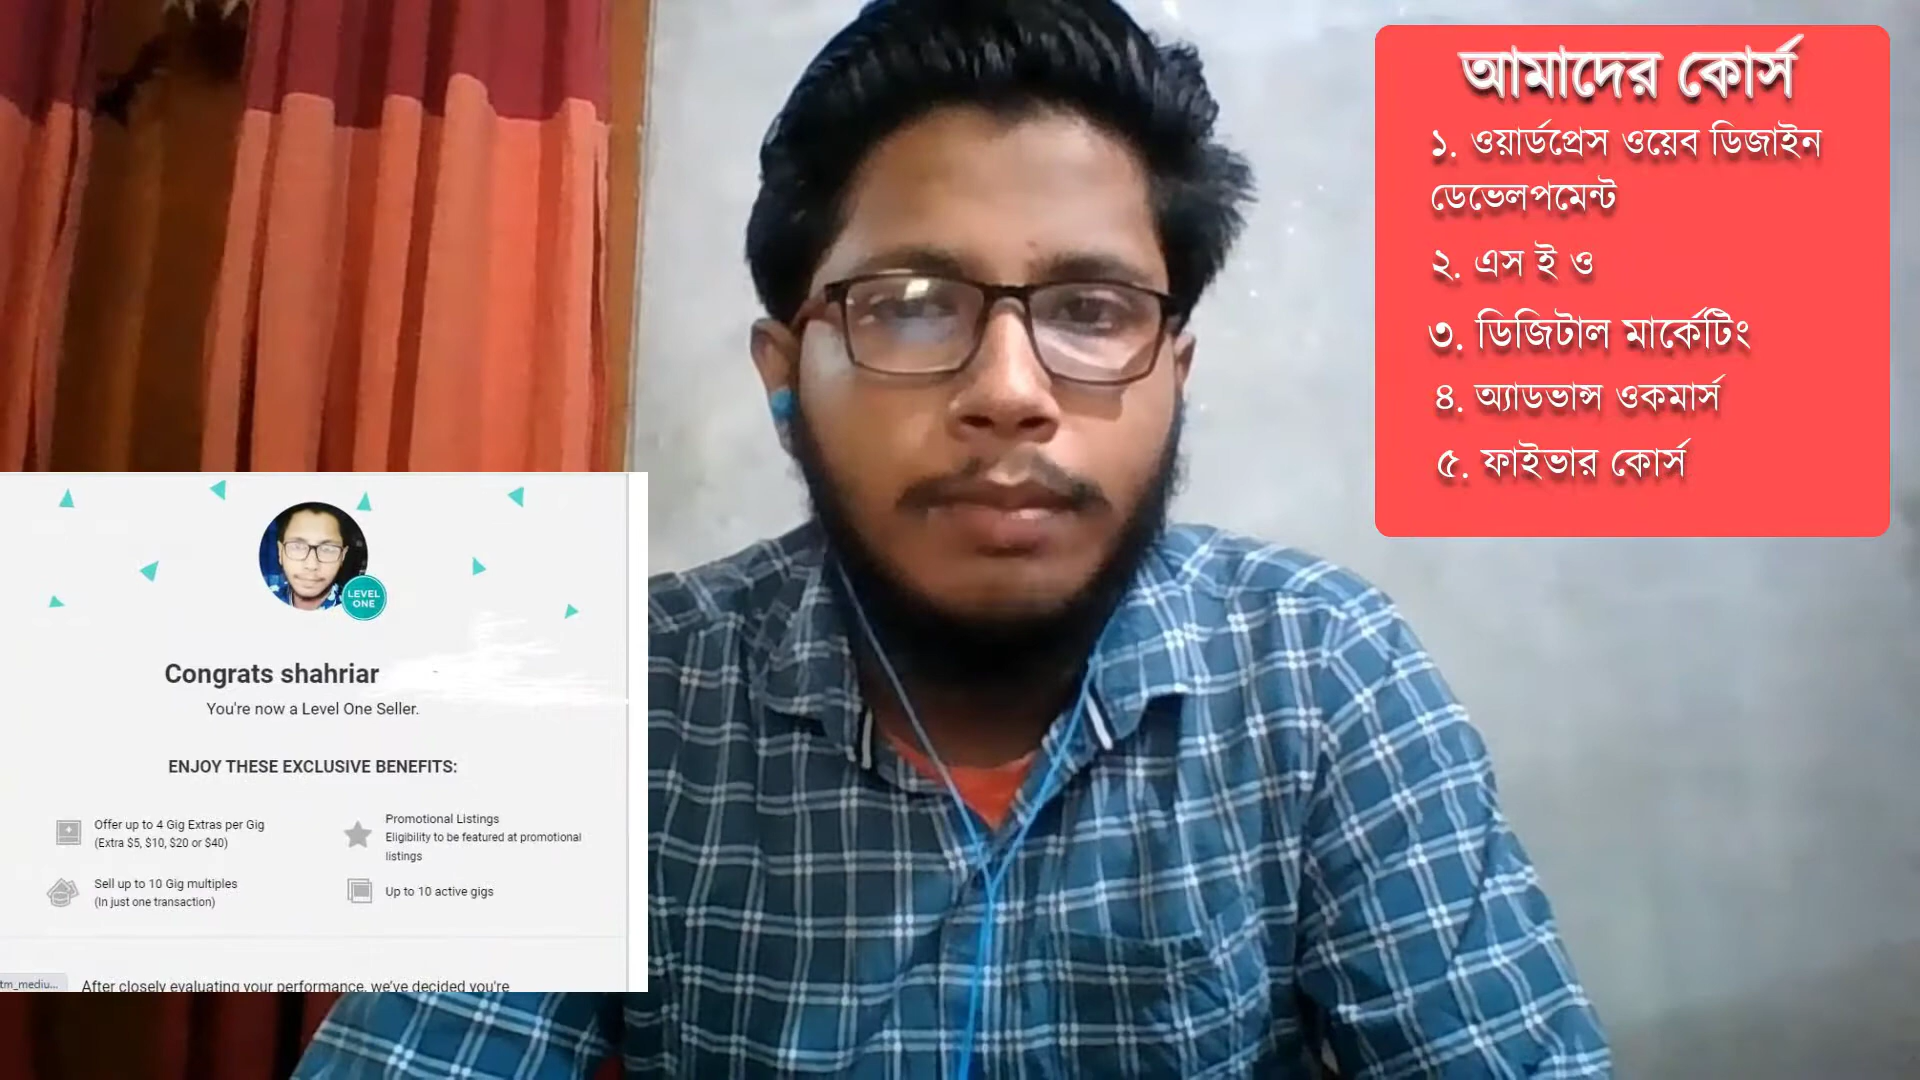 আমাদের কোর্স
১. ওয়ার্ডপ্রেস ওয়েব ডিজাইন
ডেভেলপমেন্ট
২. এস ই ও
৩. ডিজিটাল মার্কেটিং
৪. অ্যাডভান্স ওকমার্স
৫. ফাইভার কোর্স
LEVEL
ONE
Congrats shahriar
You're now a Level One Seller.
ENJOY THESE EXCLUSIVE BENEFITS:
Offer up to 4 Gig Extras per Gig
(Extra $5, $10, $20 or $40)
Promotional Listings
Eligibility to be featured at promotional
listings
Sell up to 10 Gig multiples
(In just one transaction)
Up to 10 active gigs
tm_mediu...
After closely evaluating your performance, we've decided you're